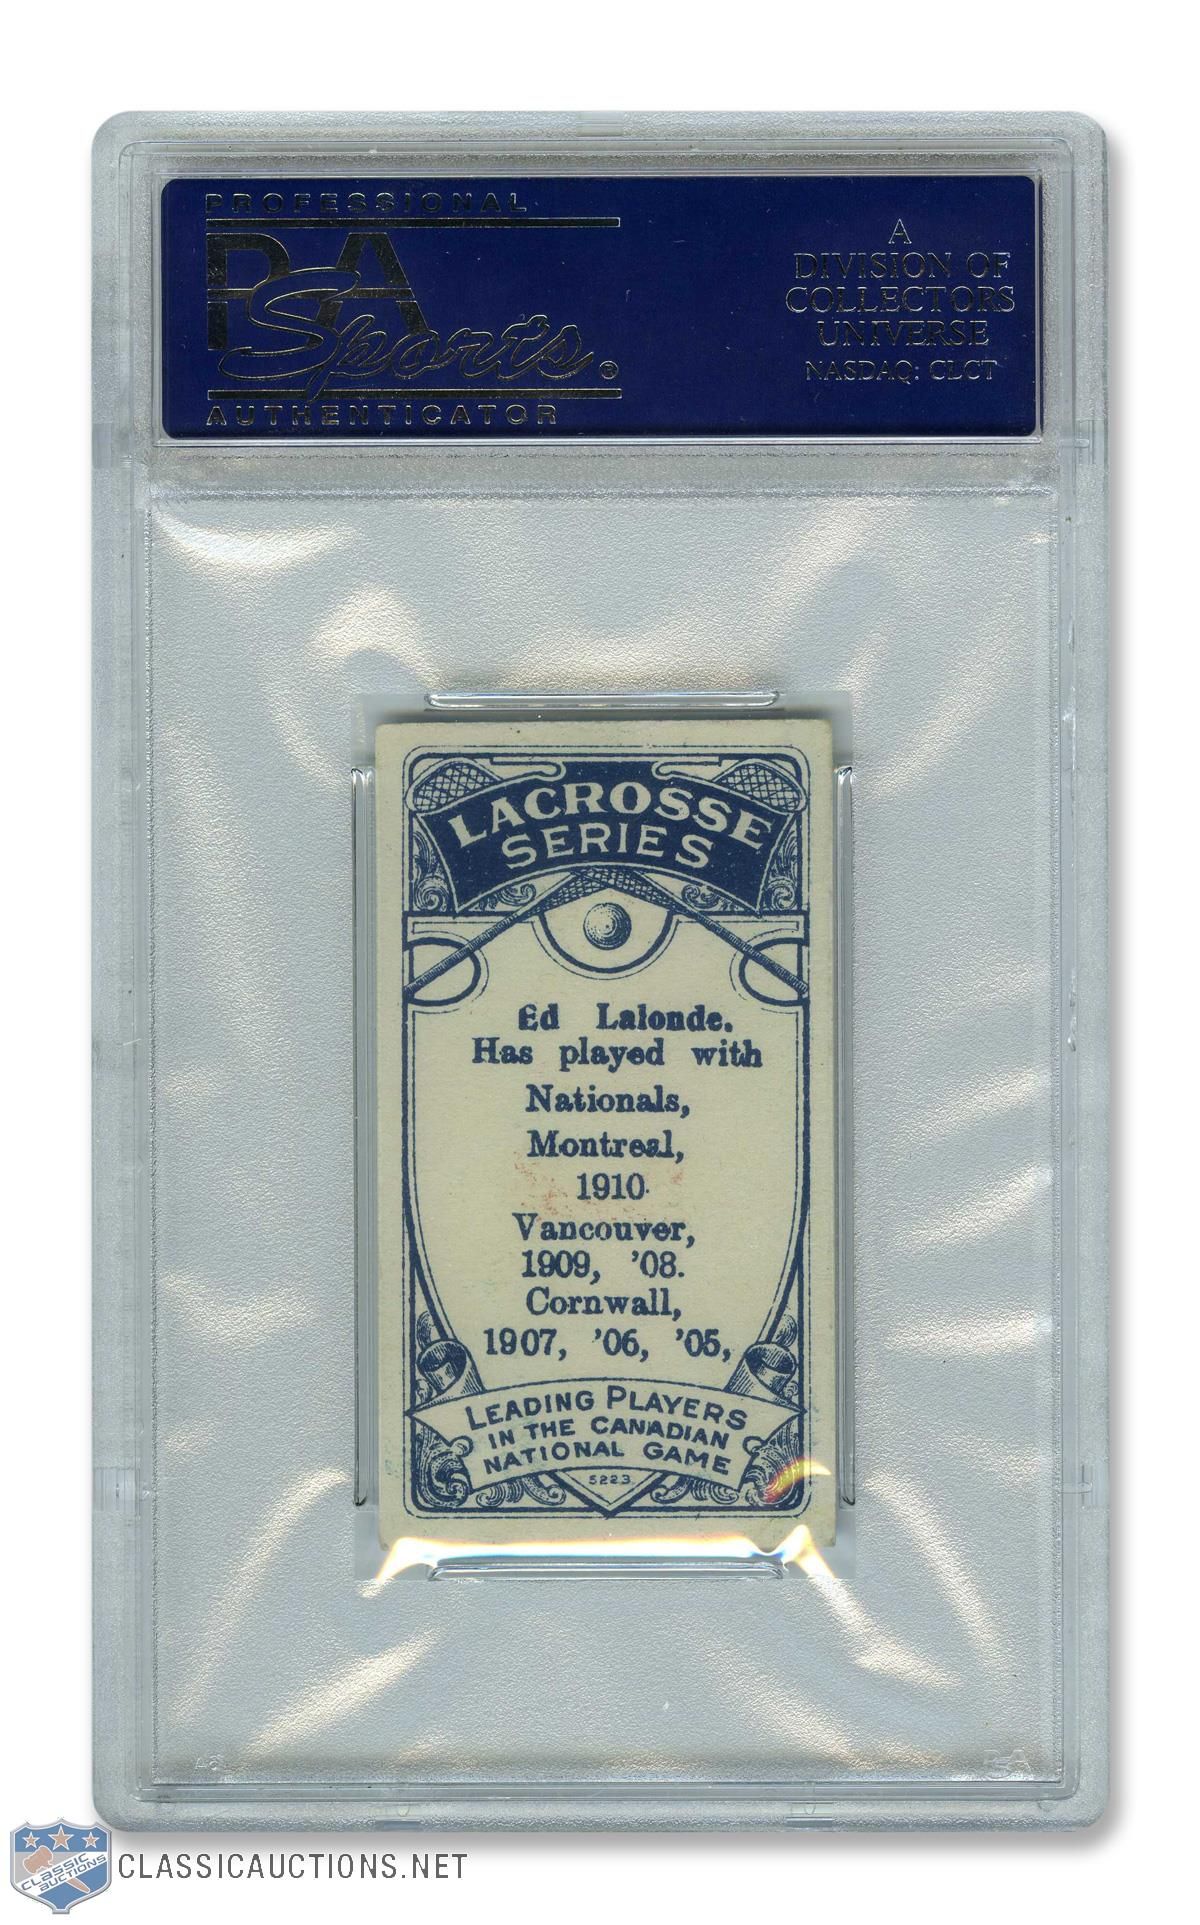 PROFESSIONAL
PSA
Sports®
AUTHENTICATOR
A
DIVISION OF
COLLECTORS
UNIVERSE
NASDAQ: CLCT
LACROSSE
SERIES
Ed Lalonde.
Has played with
Nationals,
Montreal,
1910.
Vancouver,
1909, '08.
Cornwall,
1907, '06, '05,
LEADING PLAYERS
IN THE CANADIAN
NATIONAL GAME
5223
PSA
CLASSIC
AUCTIONS
CLASSICAUCTIONS.NET